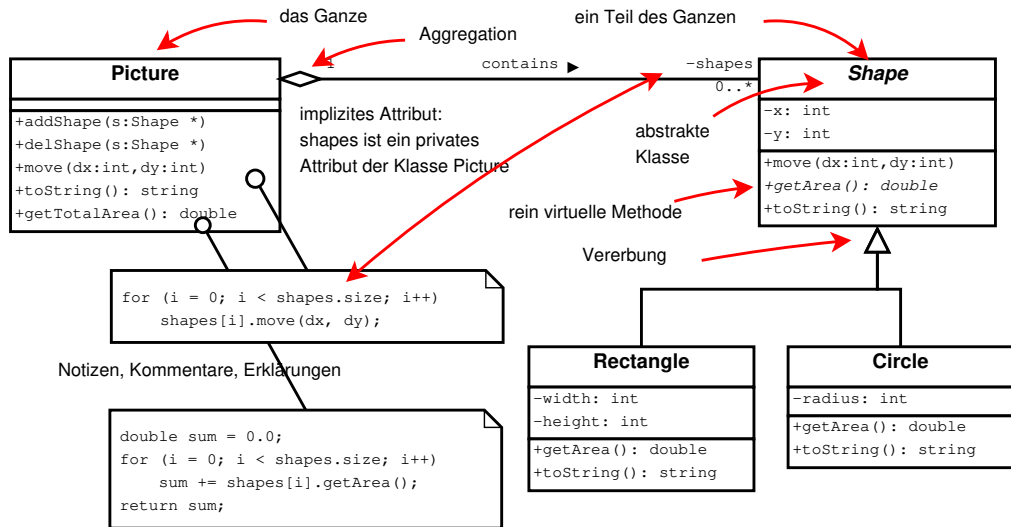 das Ganze
ein Teil des Ganzen
Aggregation
Picture
1
contains ▶
-shapes
0..*
Shape
+addShape(s:Shape *)
+delShape(s:Shape *)
+move(dx:int,dy:int)
+toString(): string
+getTotalArea(): double
implizites Attribut:
shapes ist ein privates
Attribut der Klasse Picture
abstrakte
Klasse
-x: int
-y: int
+move(dx:int,dy:int)
+getArea(): double
+toString(): string
rein virtuelle Methode
Vererbung
for (i = 0; i < shapes.size; i++)
shapes[i].move(dx, dy);
Notizen, Kommentare, Erklärungen
double sum = 0.0;
for (i = 0; i < shapes.size; i++)
sum += shapes[i].getArea();
return sum;
Rectangle
-width: int
-height: int
+getArea(): double
+toString(): string
Circle
-radius: int
+getArea(): double
+toString(): string